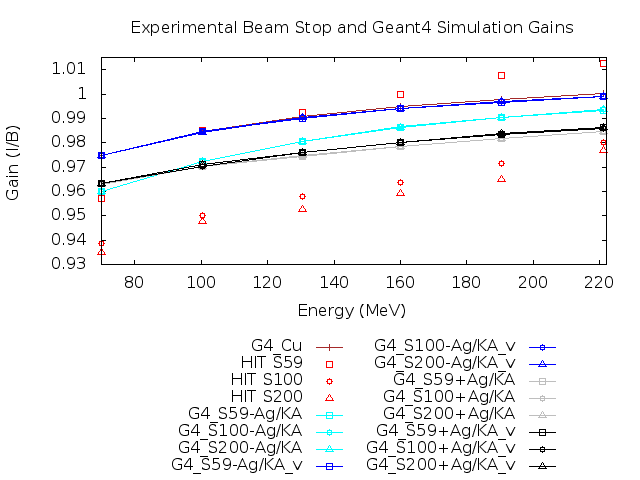 Experimental Beam Stop and Geant4 Simulation Gains
Gain (I/B)
1.01
1
0.99
0.98
0.97
0.96
0.95
0.94
0.93
80 100 120 140 160 180 200 220
Energy (MeV)
G4_Cu
HIT S59
HIT S100
HIT S200
G4_S59-Ag/KA
G4_S100-Ag/KA
G4_S200-Ag/KA
G4_S59-Ag/KA_v
G4_S100-Ag/KA_v
G4_S200-Ag/KA_v
G4_S59+Ag/KA
G4_S100+Ag/KA
G4_S200+Ag/KA
G4_S59+Ag/KA_v
G4_S100+Ag/KA_v
G4_S200+Ag/KA_v